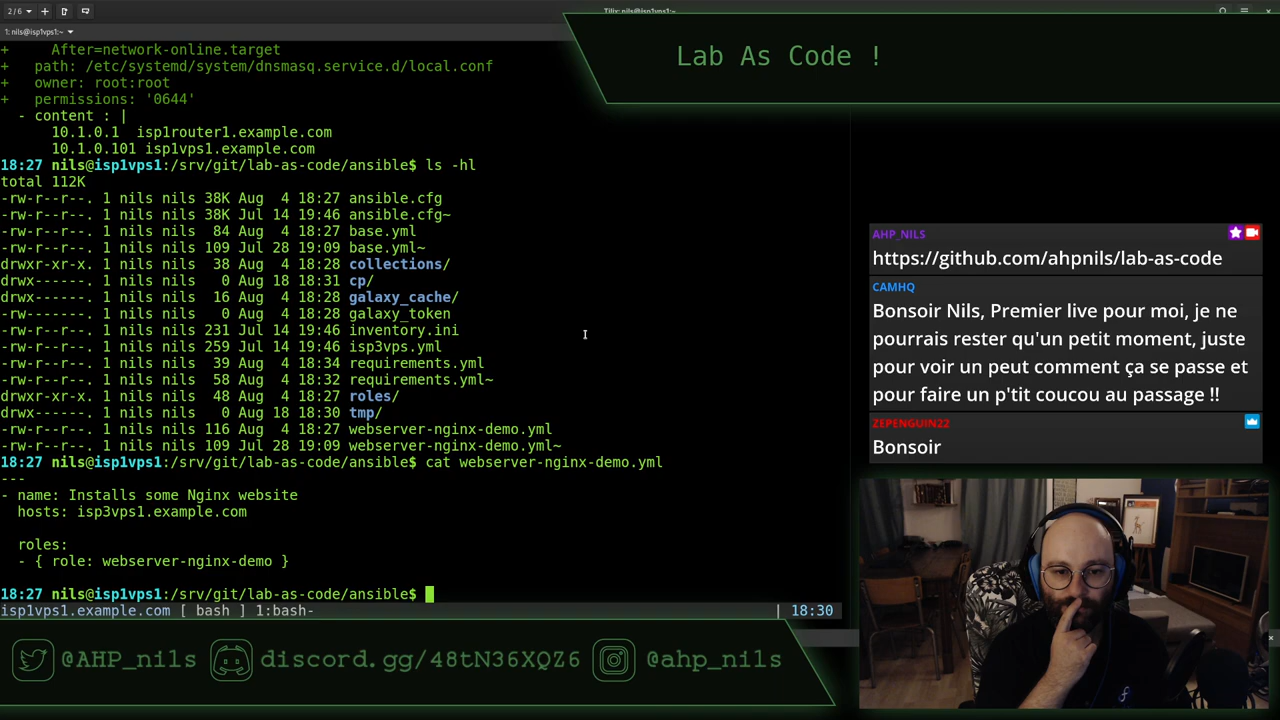 2/6
Tilix: nils@isp1vps1:~
1: nils@isp1vps1:~
+      After=network-online.target
+    path: /etc/systemd/system/dnsmasq.service.d/local.conf
+    owner: root:root
+    permissions: '0644'
  - content : |
      10.1.0.1  isp1router1.example.com
      10.1.0.101 isp1vps1.example.com
18:27 nils@isp1vps1:/srv/git/lab-as-code/ansible$ ls -hl
total 112K
-rw-r--r--. 1 nils nils 38K Aug  4 18:27 ansible.cfg
-rw-r--r--. 1 nils nils 38K Jul 14 19:46 ansible.cfg~
-rw-r--r--. 1 nils nils  84 Aug  4 18:27 base.yml
-rw-r--r--. 1 nils nils 109 Jul 28 19:09 base.yml~
drwxr-xr-x. 1 nils nils  38 Aug  4 18:28 collections/
drwx------. 1 nils nils   0 Aug 18 18:31 cp/
drwx------. 1 nils nils  16 Aug  4 18:28 galaxy_cache/
-rw-------. 1 nils nils   0 Aug  4 18:28 galaxy_token
-rw-r--r--. 1 nils nils 231 Jul 14 19:46 inventory.ini
-rw-r--r--. 1 nils nils 259 Jul 14 19:46 isp3vps.yml
-rw-r--r--. 1 nils nils  39 Aug  4 18:34 requirements.yml
-rw-r--r--. 1 nils nils  58 Aug  4 18:32 requirements.yml~
drwxr-xr-x. 1 nils nils  48 Aug  4 18:27 roles/
drwx------. 1 nils nils   0 Aug 18 18:30 tmp/
-rw-r--r--. 1 nils nils 116 Aug  4 18:27 webserver-nginx-demo.yml
-rw-r--r--. 1 nils nils 109 Jul 28 19:09 webserver-nginx-demo.yml~
18:27 nils@isp1vps1:/srv/git/lab-as-code/ansible$ cat webserver-nginx-demo.yml
---
- name: Installs some Nginx website
  hosts: isp3vps1.example.com
  roles:
  - { role: webserver-nginx-demo }
18:27 nils@isp1vps1:/srv/git/lab-as-code/ansible$
isp1vps1.example.com [ bash ] 1:bash- | 18:30
Lab As Code !
AHP_NILS
https://github.com/ahpnils/lab-as-code
CAMHQ
Bonsoir Nils, Premier live pour moi, je ne
pourrais rester qu'un petit moment, juste
pour voir un peut comment ça se passe et
pour faire un p'tit coucou au passage !!
ZEPENGUIN22
Bonsoir
@AHP_nils discord.gg/48tN36XQZ6 @ahp_nils